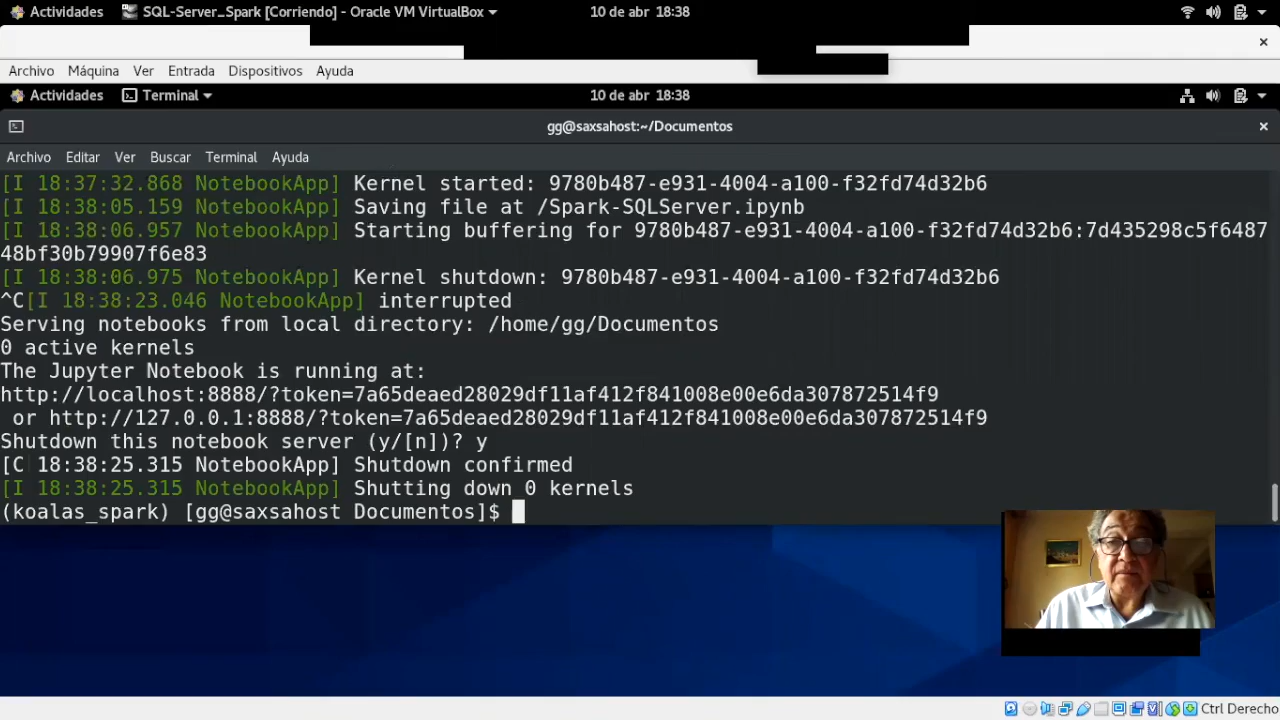 Actividades SQL-Server_Spark [Corriendo] - Oracle VM VirtualBox 10 de abr 18:38
Archivo Máquina Ver Entrada Dispositivos Ayuda
Actividades Terminal 10 de abr 18:38
gg@saxsahost:~/Documentos
Archivo Editar Ver Buscar Terminal Ayuda
[I 18:37:32.868 NotebookApp] Kernel started: 9780b487-e931-4004-a100-f32fd74d32b6
[I 18:38:05.159 NotebookApp] Saving file at /Spark-SQLServer.ipynb
[I 18:38:06.957 NotebookApp] Starting buffering for 9780b487-e931-4004-a100-f32fd74d32b6:7d435298c5f6487
48bf30b79907f6e83
[I 18:38:06.975 NotebookApp] Kernel shutdown: 9780b487-e931-4004-a100-f32fd74d32b6
^C[I 18:38:23.046 NotebookApp] interrupted
Serving notebooks from local directory: /home/gg/Documentos
0 active kernels
The Jupyter Notebook is running at:
http://localhost:8888/?token=7a65deaed28029df11af412f841008e00e6da307872514f9
 or http://127.0.0.1:8888/?token=7a65deaed28029df11af412f841008e00e6da307872514f9
Shutdown this notebook server (y/[n])? y
[C 18:38:25.315 NotebookApp] Shutdown confirmed
[I 18:38:25.315 NotebookApp] Shutting down 0 kernels
(koalas_spark) [gg@saxsahost Documentos]$
Ctrl Derecho